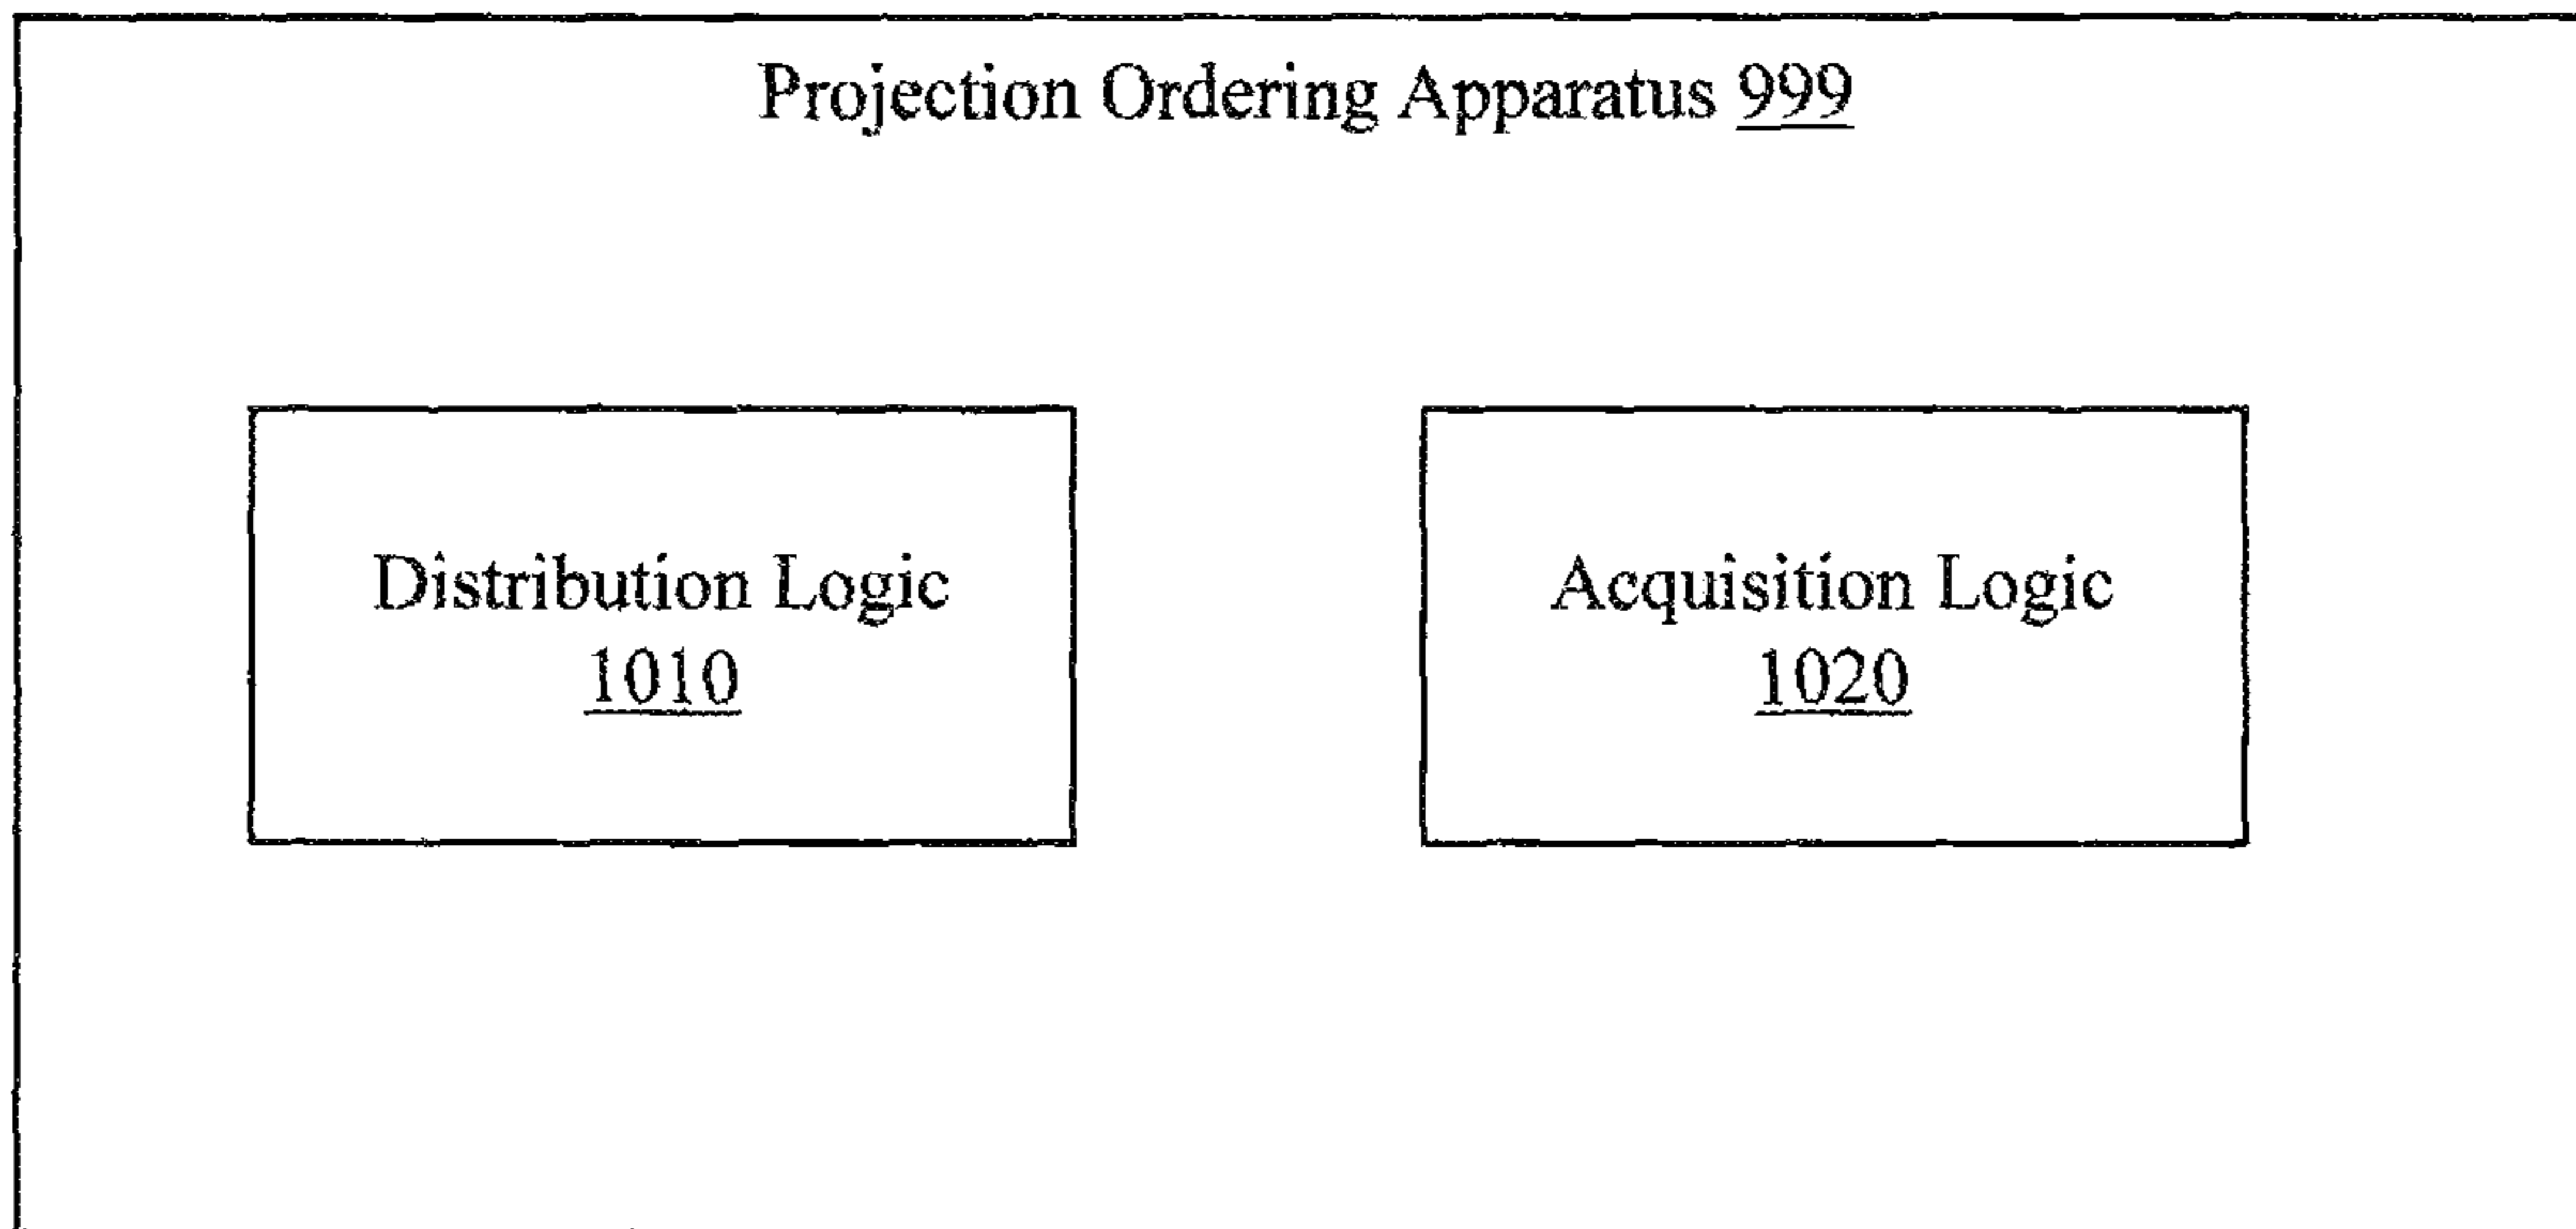 Projection Ordering Apparatus 999
Distribution Logic
1010
Acquisition Logic
1020